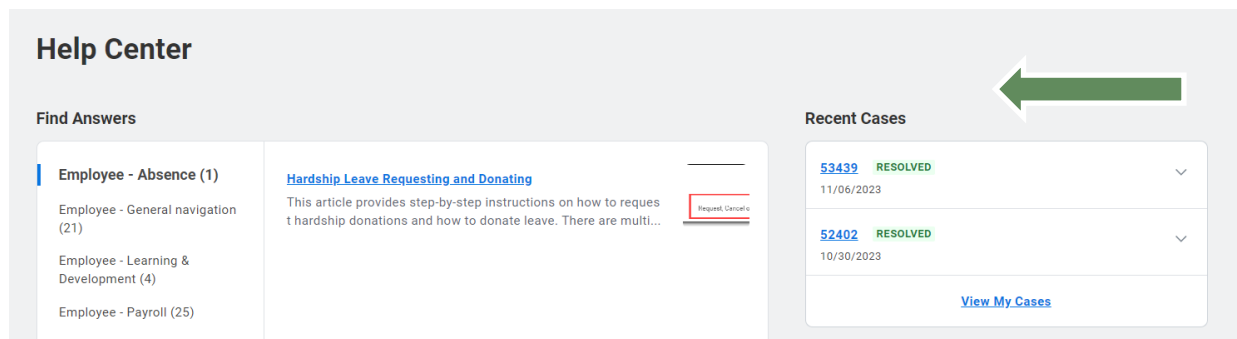 Help Center
Find Answers
Employee - Absence (1)
Employee - General navigation
(21)
Employee - Learning &
Development (4)
Employee - Payroll (25)
Hardship Leave Requesting and Donating
This article provides step-by-step instructions on how to reques
t hardship donations and how to donate leave. There are multi...
Request, Cancel o
Recent Cases
53439 RESOLVED
11/06/2023
52402 RESOLVED
10/30/2023
View My Cases